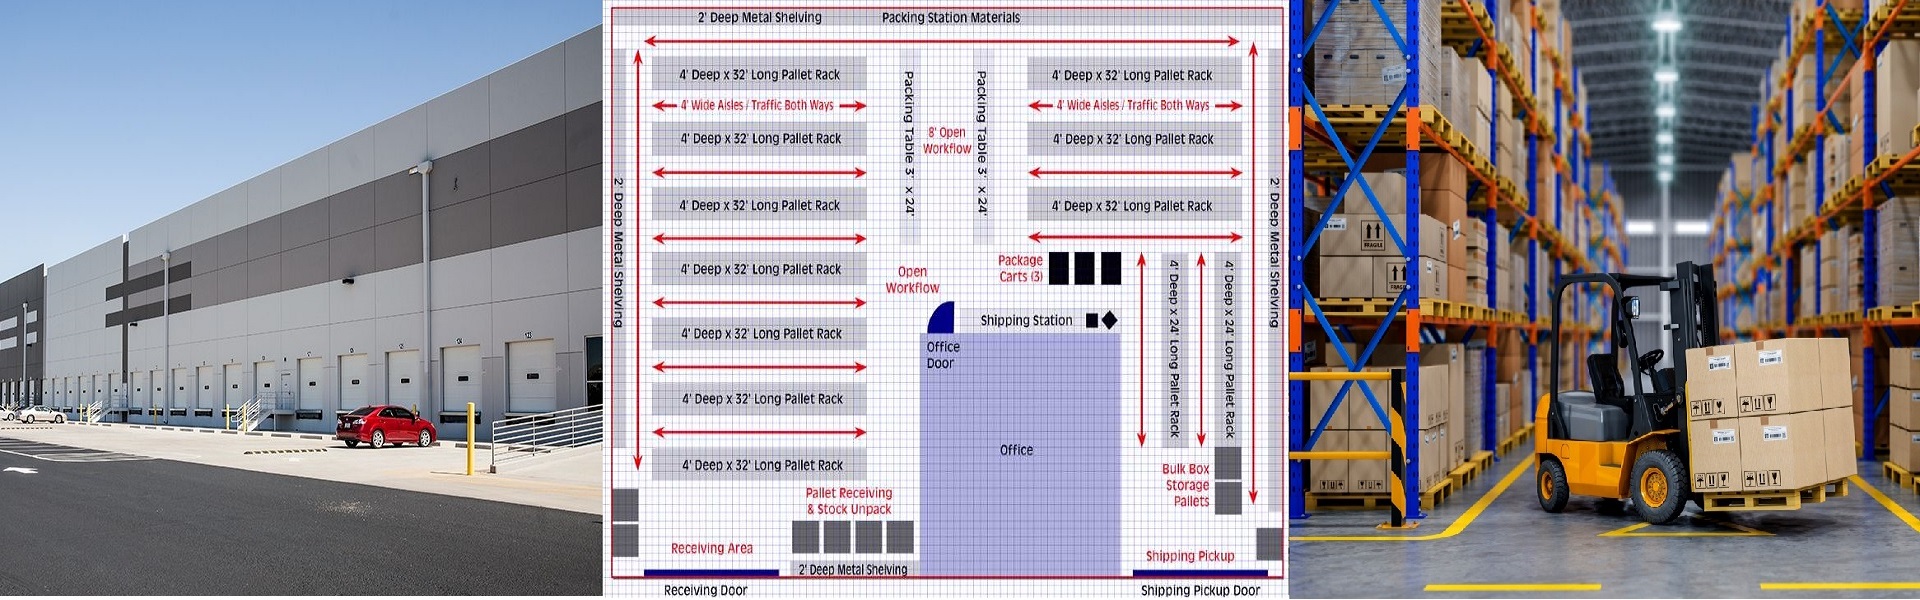 2' Deep Metal Shelving
Packing Station Materials
4' Deep x 32' Long Pallet Rack
4' Wide Aisles / Traffic Both Ways
4' Deep x 32' Long Pallet Rack
4' Deep x 32' Long Pallet Rack
4' Deep x 32' Long Pallet Rack
4' Deep x 32' Long Pallet Rack
4' Deep x 32' Long Pallet Rack
4' Deep x 32' Long Pallet Rack
2' Deep Metal Shelving
Packing Table 3' x 24'
8' Open
Workflow
Packing Table 3' x 24'
4' Deep x 32' Long Pallet Rack
4' Wide Aisles / Traffic Both Ways
4' Deep x 32' Long Pallet Rack
4' Deep x 32' Long Pallet Rack
2' Deep Metal Shelving
Package
Carts (3)
Open
Workflow
Shipping Station
Office
Door
Office
4' Deep x 24' Long Pallet Rack
4' Deep x 24' Long Pallet Rack
Bulk Box
Storage
Pallets
Pallet Receiving
& Stock Unpack
Receiving Area
2' Deep Metal Shelving
Shipping Pickup
Receiving Door
Shipping Pickup Door
FRAGILE
FRAGILE